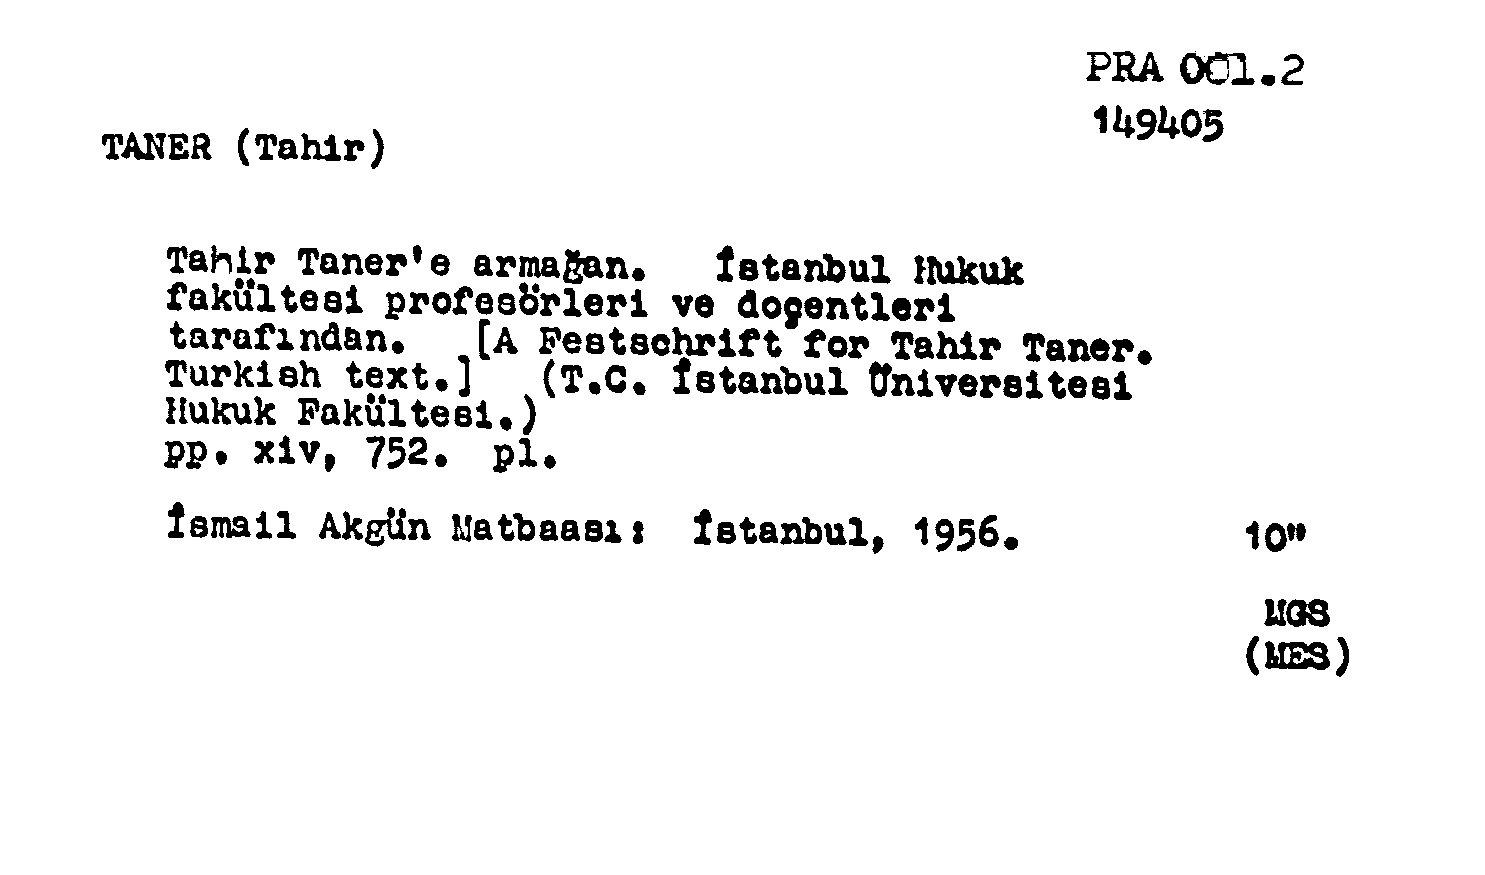 PRA 001.2
149405
TANER (Tahir)
Tahir Taner'e armağan. İstanbul Hukuk
fakültesi profesörleri ve doçentleri
tarafından. [A Festschrift for Tahir Taner.
Turkish text.] (T.C. İstanbul Üniversitesi
Hukuk Fakültesi.)
pp. xiv, 752. pl.
İsmail Akgün Matbaası: İstanbul, 1956. 10"
MGS
(MES)